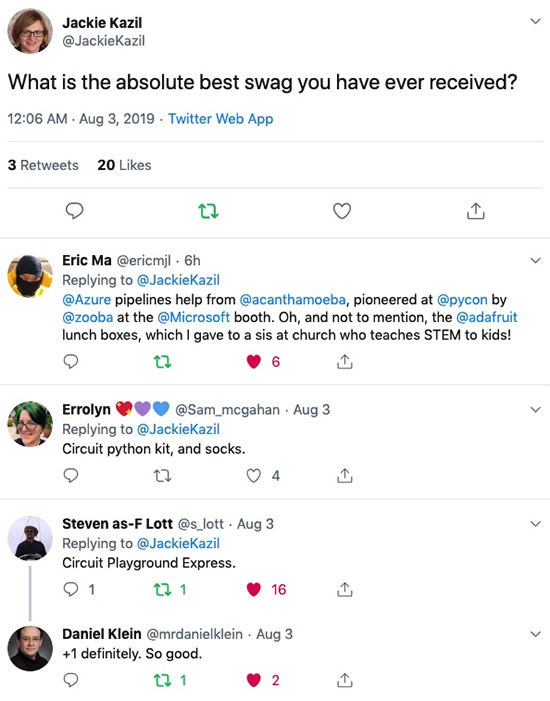 Jackie Kazil
@JackieKazil
What is the absolute best swag you have ever received?
12:06 AM · Aug 3, 2019 · Twitter Web App
3 Retweets 20 Likes
Eric Ma @ericmjl · 6h
Replying to @JackieKazil
@Azure pipelines help from @acanthamoeba, pioneered at @pycon by
@zooba at the @Microsoft booth. Oh, and not to mention, the @adafruit
lunch boxes, which I gave to a sis at church who teaches STEM to kids!
6
Errolyn 💖💜💙 @Sam_mcgahan · Aug 3
Replying to @JackieKazil
Circuit python kit, and socks.
4
Steven as-F Lott @s_lott · Aug 3
Replying to @JackieKazil
Circuit Playground Express.
1 1 16
Daniel Klein @mrdanielklein · Aug 3
+1 definitely. So good.
1 2